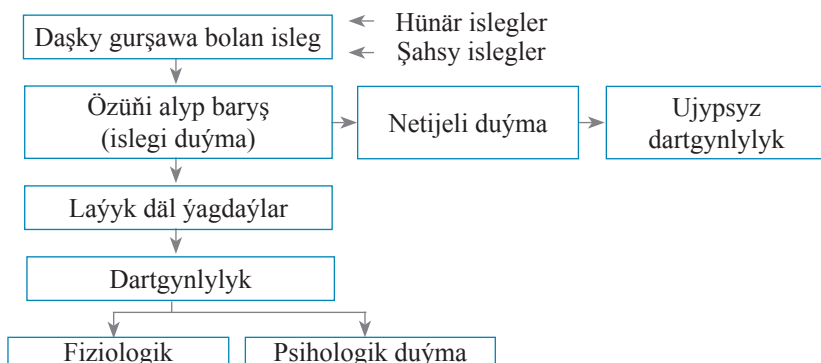 Daşky gurşawa bolan isleg
Hünär islegler
Şahsy islegler
Özüňi alyp baryş
(islegi duýma)
Netijeli duýma
Ujypsyz
dartgynlylyk
Laýyk däl ýagdaýlar
Dartgynlylyk
Fiziologik
Psihologik duýma